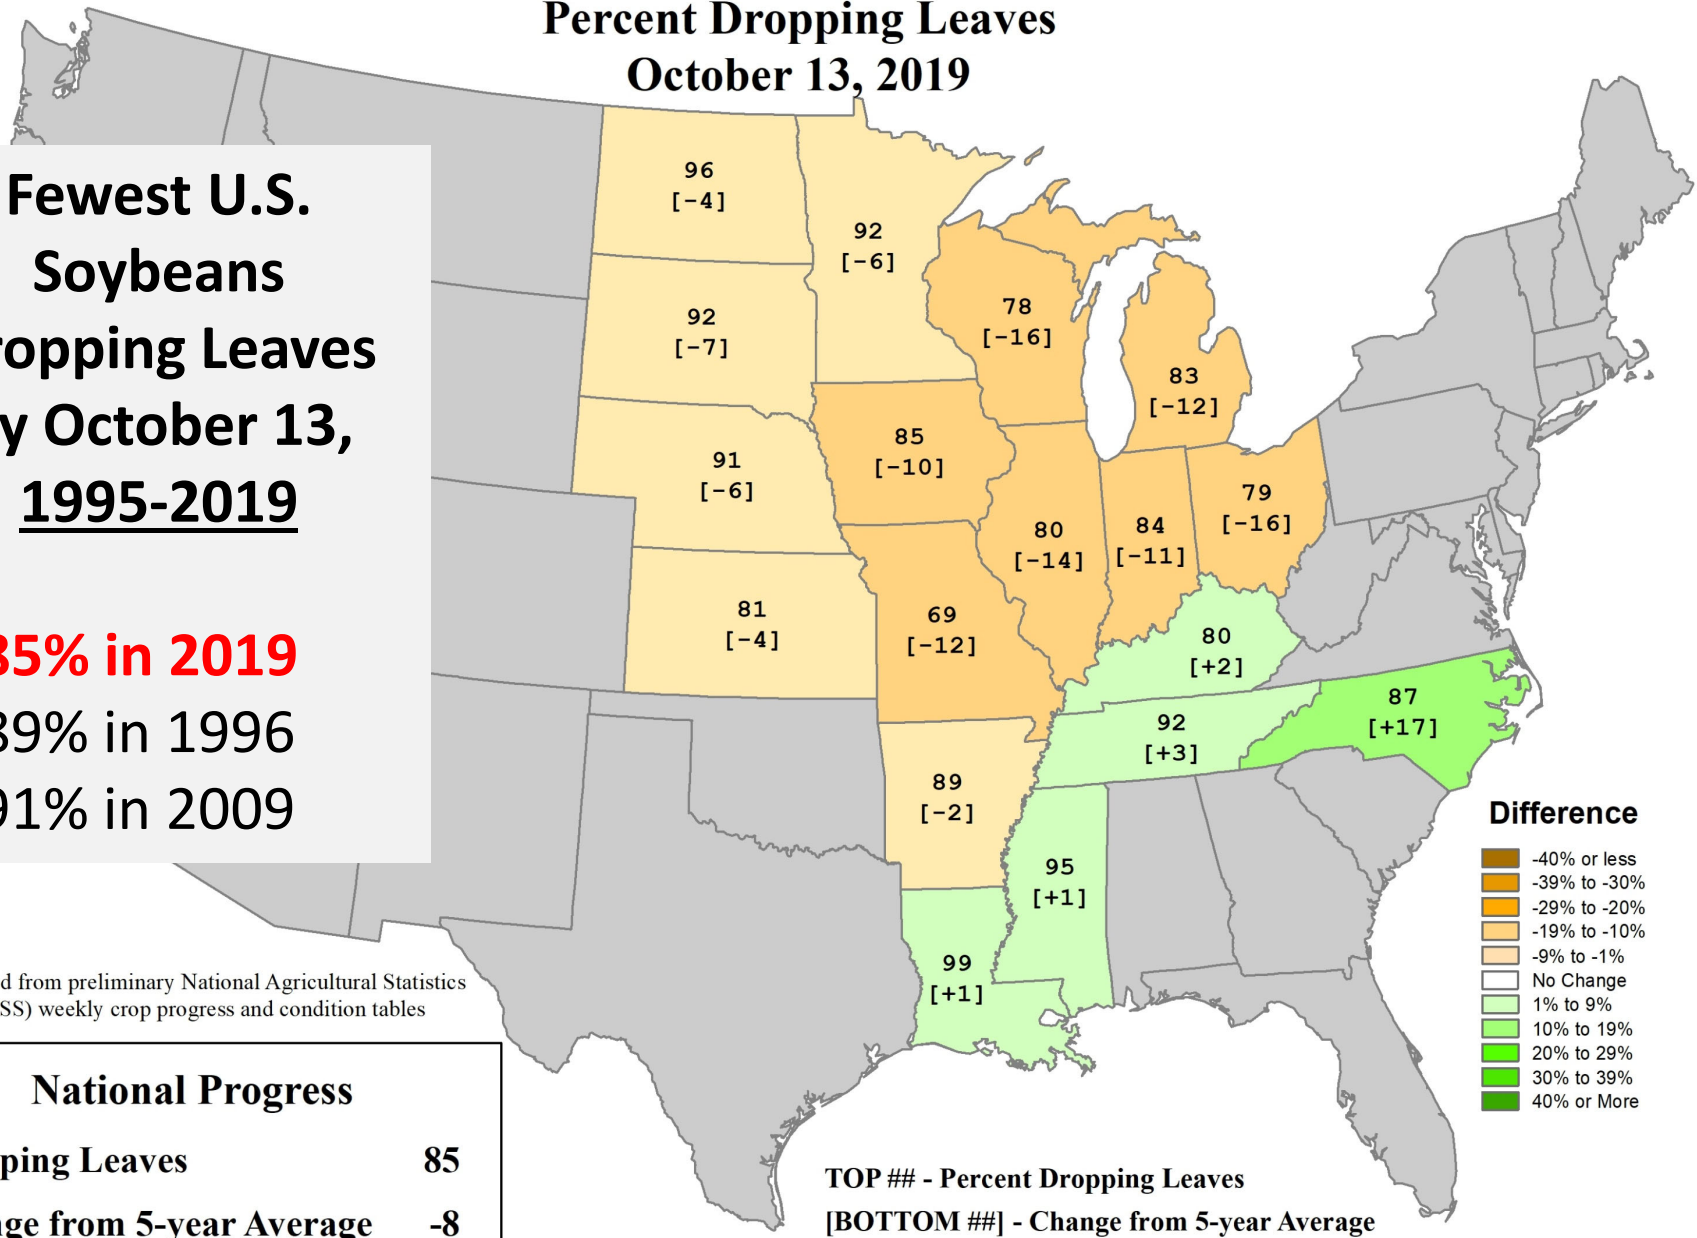 Percent Dropping Leaves
October 13, 2019
Fewest U.S.
Soybeans
ropping Leaves
y October 13,
1995-2019
85% in 2019
89% in 1996
91% in 2009
96
[-4]
92
[-6]
92
[-7]
78
[-16]
83
[-12]
91
[-6]
85
[-10]
80
[-14]
84
[-11]
79
[-16]
81
[-4]
69
[-12]
80
[+2]
92
[+3]
87
[+17]
89
[-2]
95
[+1]
99
[+1]
Difference
-40% or less
-39% to -30%
-29% to -20%
-19% to -10%
-9% to -1%
No Change
1% to 9%
10% to 19%
20% to 29%
30% to 39%
40% or More
d from preliminary National Agricultural Statistics
SS) weekly crop progress and condition tables
National Progress
ping Leaves 85
nge from 5-year Average -8
TOP ## - Percent Dropping Leaves
[BOTTOM ##] - Change from 5-year Average